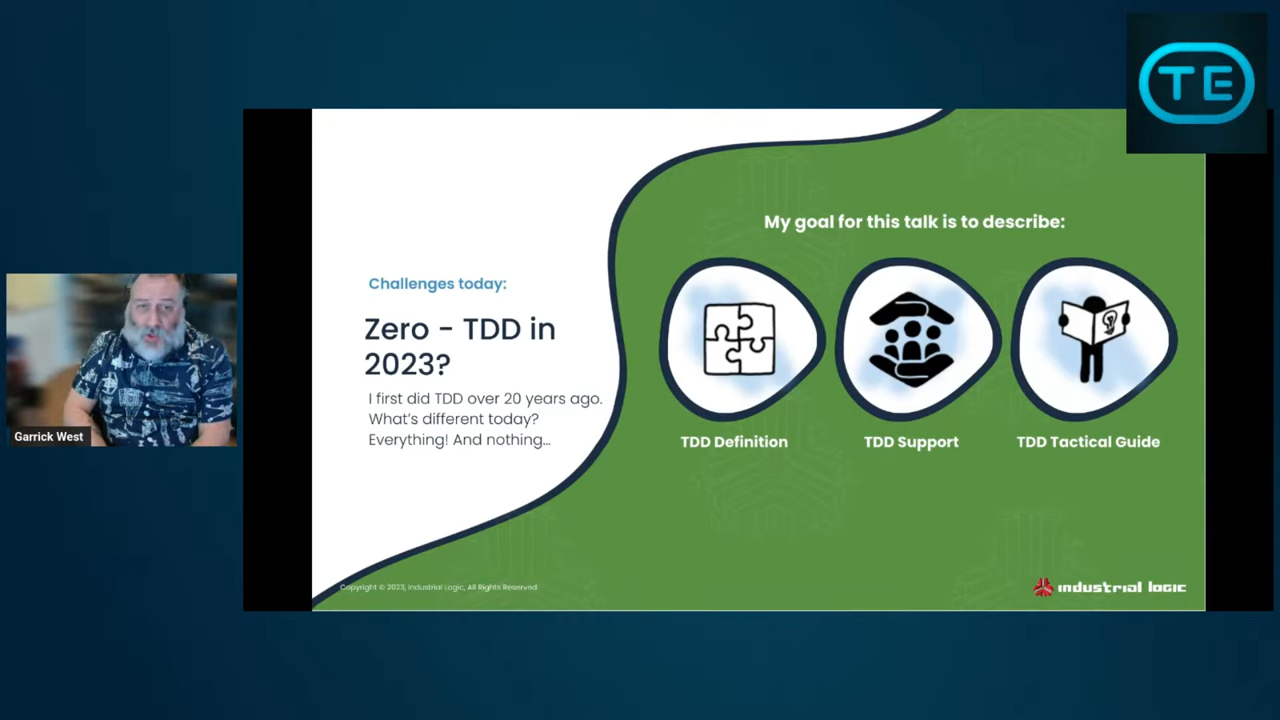 TE
My goal for this talk is to describe:
Challenges today:
Zero - TDD in
2023?
I first did TDD over 20 years ago.
What's different today?
Everything! And nothing...
TDD Definition
TDD Support
TDD Tactical Guide
Garrick West
Copyright © 2023, Industrial Logic, All Rights Reserved.
industrial logic